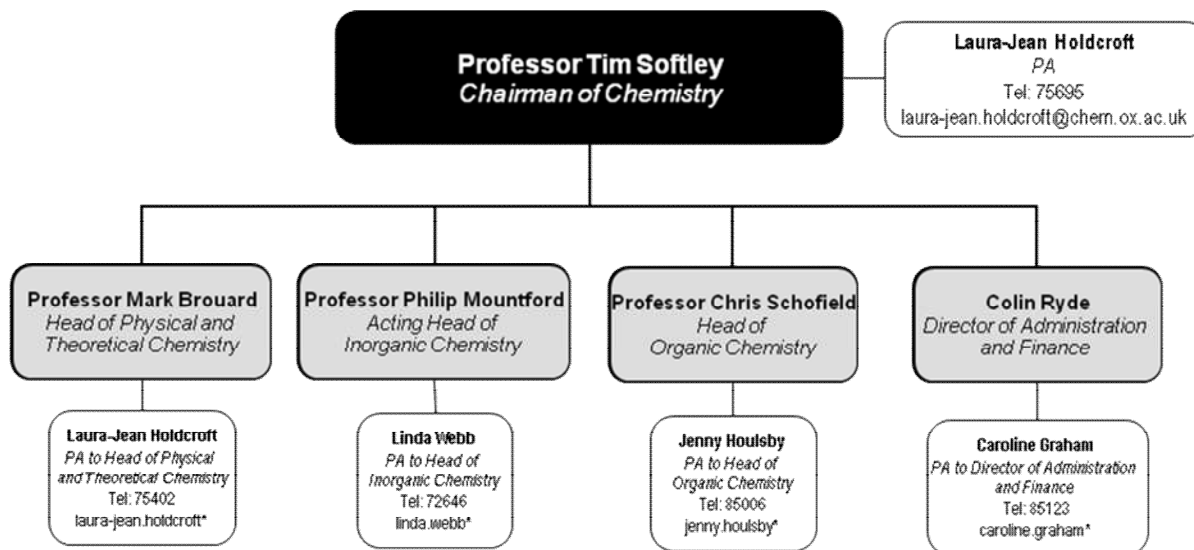 Professor Tim Softley
Chairman of Chemistry
Laura-Jean Holdcroft
PA
Tel: 75695
laura-jean.holdcroft@chem.ox.ac.uk
Professor Mark Brouard
Head of Physical and
Theoretical Chemistry
Professor Philip Mountford
Acting Head of
Inorganic Chemistry
Professor Chris Schofield
Head of
Organic Chemistry
Colin Ryde
Director of Administration
and Finance
Laura-Jean Holdcroft
PA to Head of Physical
and Theoretical Chemistry
Tel: 75402
laura-jean.holdcroft*
Linda Webb
PA to Head of
Inorganic Chemistry
Tel: 72646
linda.webb*
Jenny Houlsby
PA to Head of
Organic Chemistry
Tel: 85006
jenny.houlsby*
Caroline Graham
PA to Director of Administration
and Finance
Tel: 85123
caroline.graham*